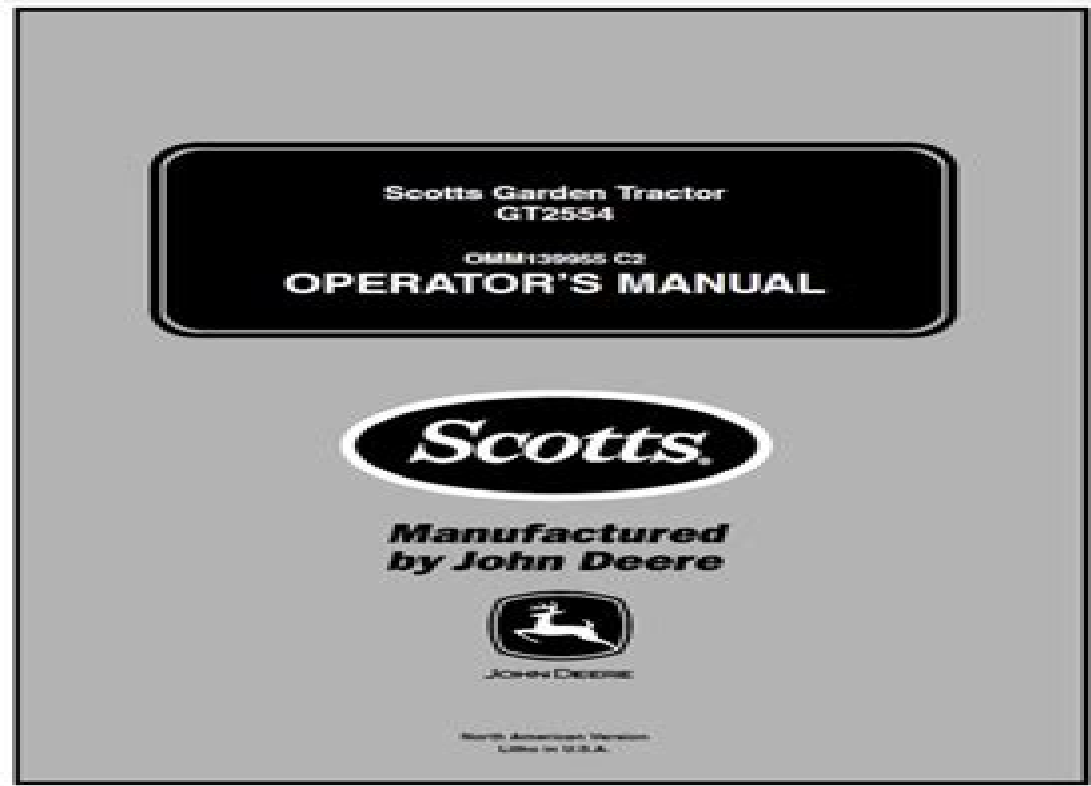 Scotts Garden Tractor
GT2554
OMM139955 C2
OPERATOR'S MANUAL
Scotts®
Manufactured
by John Deere
JOHN DEERE
North American Version
Litho in U.S.A.